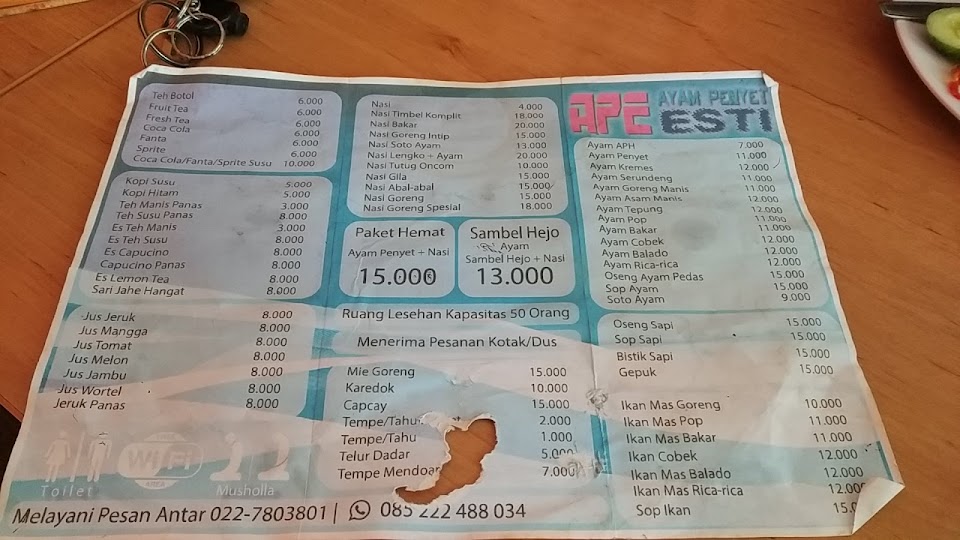 Teh Botol 6.000
Fruit Tea 6.000
Fresh Tea 6.000
Coca Cola 6.000
Fanta 6.000
Sprite 6.000
Coca Cola/Fanta/Sprite Susu 10.000
Kopi Susu 5.000
Kopi Hitam 5.000
Teh Manis Panas 3.000
Teh Susu Panas 8.000
Es Teh Manis 3.000
Es Teh Susu 8.000
Es Capucino 8.000
Capucino Panas 8.000
Es Lemon Tea 8.000
Sari Jahe Hangat 8.000
Jus Jeruk 8.000
Jus Mangga 8.000
Jus Tomat 8.000
Jus Melon 8.000
Jus Jambu 8.000
Jus Wortel 8.000
Jeruk Panas 8.000
Toilet
WiFi
AREA
Musholla
Nasi 4.000
Nasi Timbel Komplit 18.000
Nasi Bakar 20.000
Nasi Goreng Intip 15.000
Nasi Soto Ayam 13.000
Nasi Lengko + Ayam 20.000
Nasi Tutug Oncom 10.000
Nasi Gila 15.000
Nasi Abal-abal 15.000
Nasi Goreng 15.000
Nasi Goreng Spesial 18.000
Paket Hemat
Ayam Penyet + Nasi
15.000
Sambel Hejo
Ayam
Sambel Hejo + Nasi
13.000
Ruang Lesehan Kapasitas 50 Orang
Menerima Pesanan Kotak/Dus
Mie Goreng 15.000
Karedok 10.000
Capcay 15.000
Tempe/Tahu 2.000
Tempe/Tahu 1.000
Telur Dadar 5.000
Tempe Mendoan 7.000
APE AYAM PENYET
ESTI
Ayam APH 7.000
Ayam Penyet 11.000
Ayam Kremes 12.000
Ayam Serundeng 11.000
Ayam Goreng Manis 11.000
Ayam Asam Manis 12.000
Ayam Tepung 12.000
Ayam Pop 11.000
Ayam Bakar 11.000
Ayam Cobek 12.000
Ayam Balado 12.000
Ayam Rica-rica 12.000
Oseng Ayam Pedas 15.000
Sop Ayam 15.000
Soto Ayam 9.000
Oseng Sapi 15.000
Sop Sapi 15.000
Bistik Sapi 15.000
Gepuk 15.000
Ikan Mas Goreng 10.000
Ikan Mas Pop 11.000
Ikan Mas Bakar 11.000
Ikan Cobek 12.000
Ikan Mas Balado 12.000
Ikan Mas Rica-rica 12.000
Sop Ikan
Melayani Pesan Antar 022-7803801 | 085 222 488 034